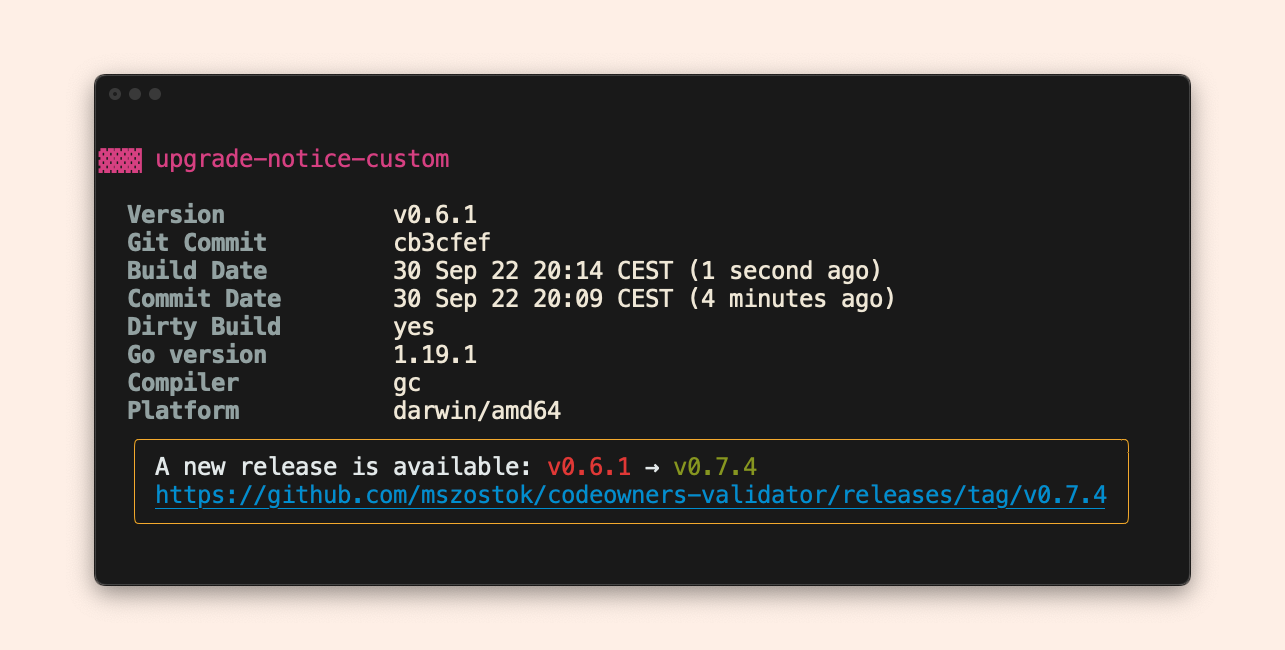 upgrade-notice-custom
Version v0.6.1
Git Commit cb3cfef
Build Date 30 Sep 22 20:14 CEST (1 second ago)
Commit Date 30 Sep 22 20:09 CEST (4 minutes ago)
Dirty Build yes
Go version 1.19.1
Compiler gc
Platform darwin/amd64
A new release is available: v0.6.1 → v0.7.4
https://github.com/mszostok/codeowners-validator/releases/tag/v0.7.4